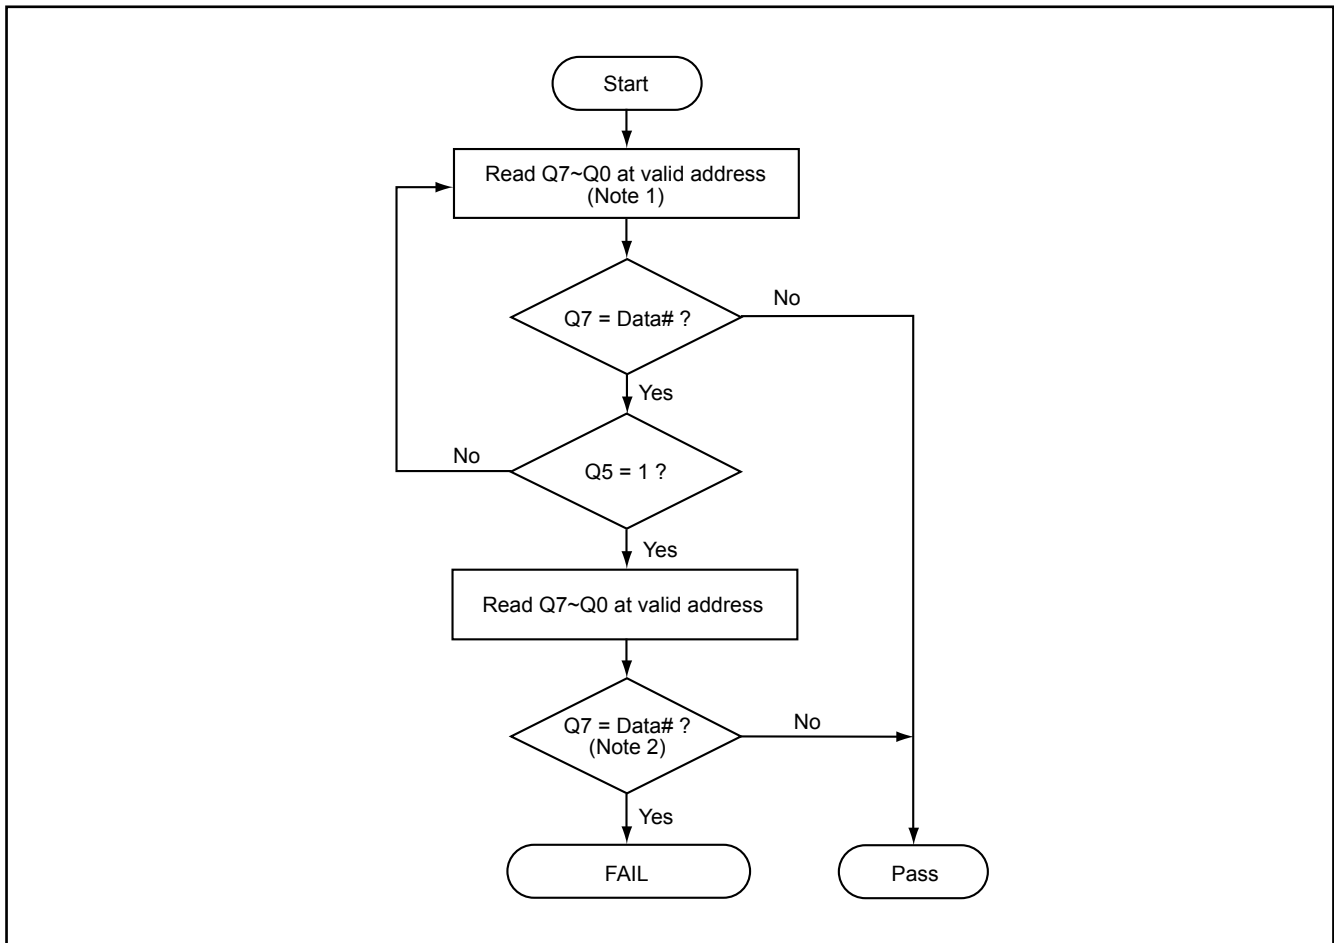 Start
Read Q7~Q0 at valid address
(Note 1)
Q7 = Data# ?
No
Yes
No
Q5 = 1 ?
Yes
Read Q7~Q0 at valid address
Q7 = Data# ?
(Note 2)
No
Yes
FAIL
Pass